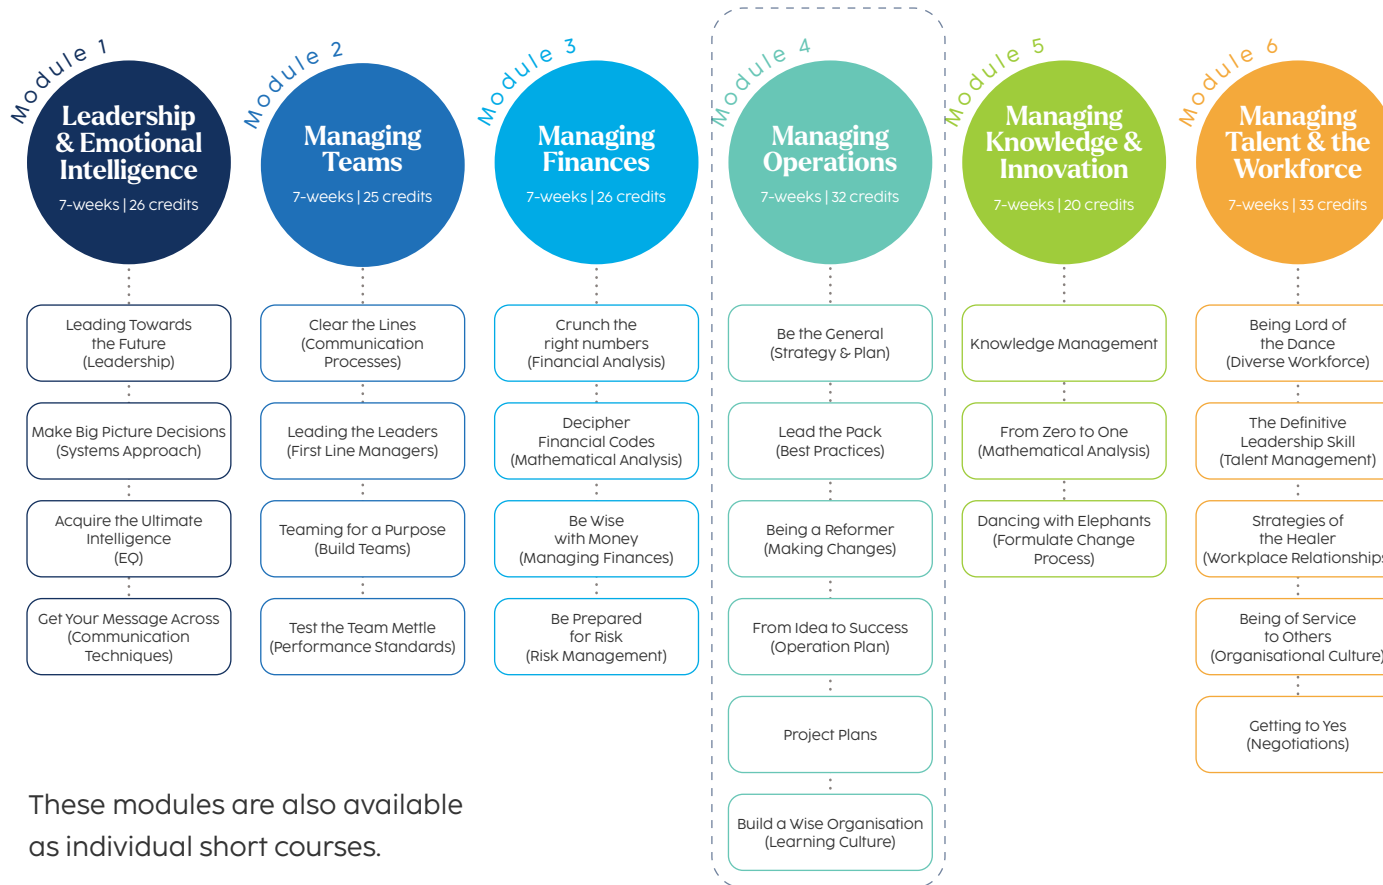 Module 1
Leadership
& Emotional
Intelligence
7-weeks | 26 credits
Leading Towards
the Future
(Leadership)
Make Big Picture Decisions
(Systems Approach)
Acquire the Ultimate
Intelligence
(EQ)
Get Your Message Across
(Communication
Techniques)
Module 2
Managing
Teams
7-weeks | 25 credits
Clear the Lines
(Communication
Processes)
Leading the Leaders
(First Line Managers)
Teaming for a Purpose
(Build Teams)
Test the Team Mettle
(Performance Standards)
Module 3
Managing
Finances
7-weeks | 26 credits
Crunch the
right numbers
(Financial Analysis)
Decipher
Financial Codes
(Mathematical Analysis)
Be Wise
with Money
(Managing Finances)
Be Prepared
for Risk
(Risk Management)
Module 4
Managing
Operations
7-weeks | 32 credits
Be the General
(Strategy & Plan)
Lead the Pack
(Best Practices)
Being a Reformer
(Making Changes)
From Idea to Success
(Operation Plan)
Project Plans
Build a Wise Organisation
(Learning Culture)
Module 5
Managing
Knowledge &
Innovation
7-weeks | 20 credits
Knowledge Management
From Zero to One
(Mathematical Analysis)
Dancing with Elephants
(Formulate Change
Process)
Module 6
Managing
Talent & the
Workforce
7-weeks | 33 credits
Being Lord of
the Dance
(Diverse Workforce)
The Definitive
Leadership Skill
(Talent Management)
Strategies of
the Healer
(Workplace Relationships
Being of Service
to Others
(Organisational Culture)
Getting to Yes
(Negotiations)
These modules are also available
as individual short courses.